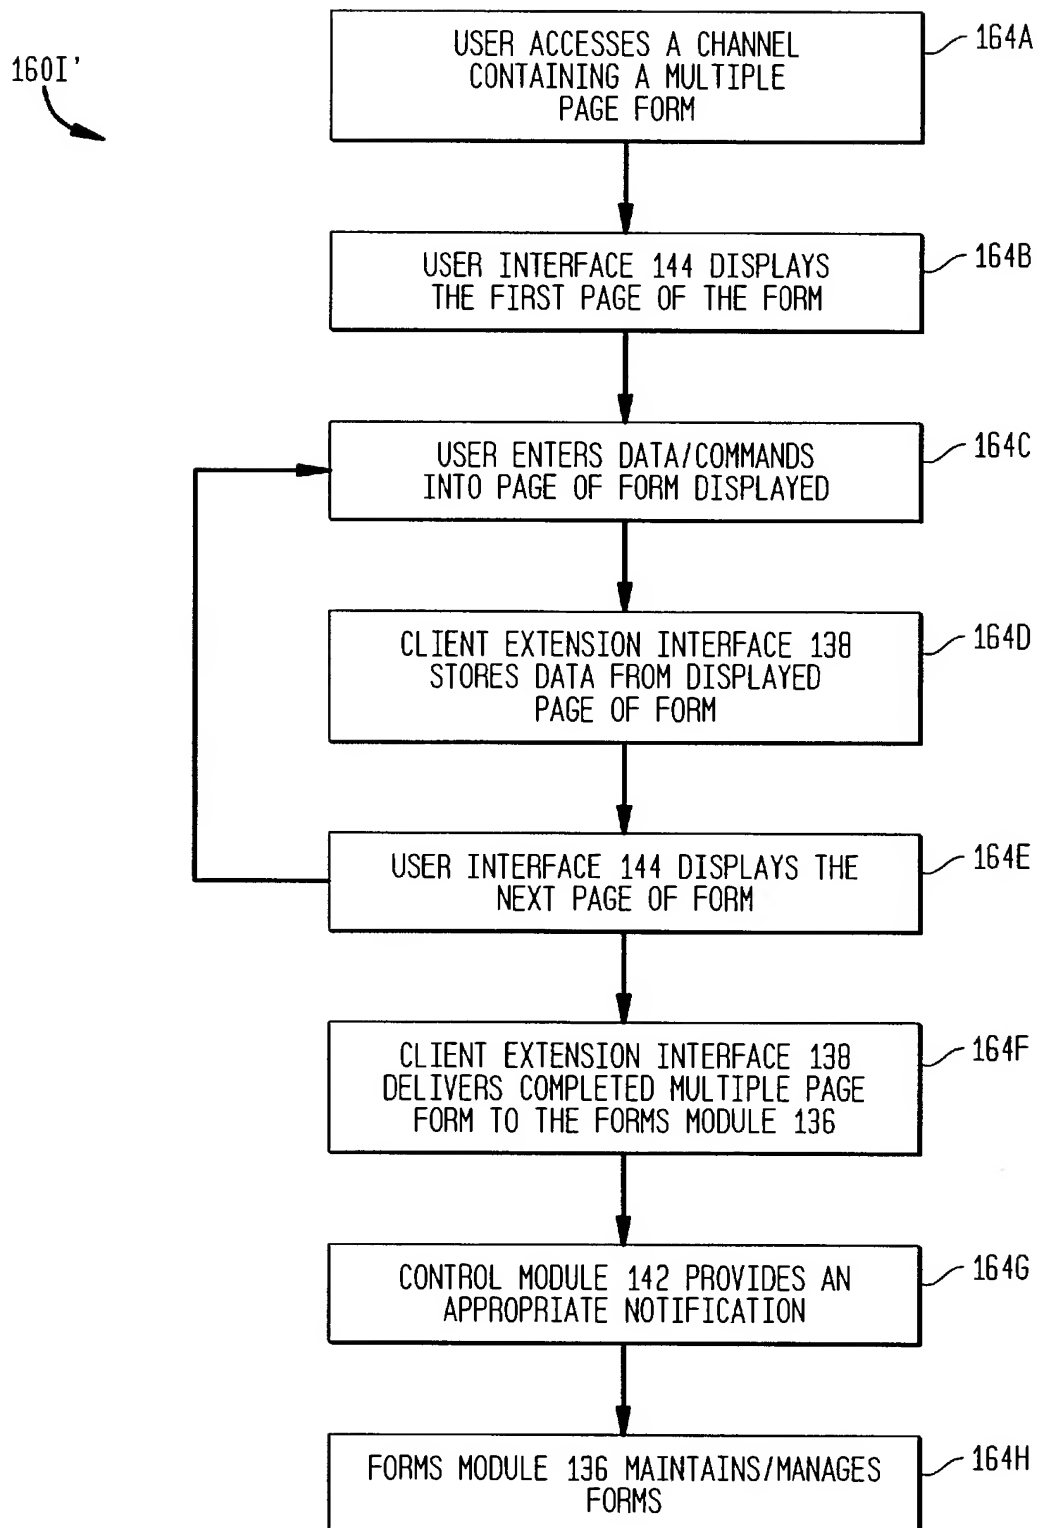 160I'
USER ACCESSES A CHANNEL
CONTAINING A MULTIPLE
PAGE FORM
164A
USER INTERFACE 144 DISPLAYS
THE FIRST PAGE OF THE FORM
164B
USER ENTERS DATA/COMMANDS
INTO PAGE OF FORM DISPLAYED
164C
CLIENT EXTENSION INTERFACE 138
STORES DATA FROM DISPLAYED
PAGE OF FORM
164D
USER INTERFACE 144 DISPLAYS THE
NEXT PAGE OF FORM
164E
CLIENT EXTENSION INTERFACE 138
DELIVERS COMPLETED MULTIPLE PAGE
FORM TO THE FORMS MODULE 136
164F
CONTROL MODULE 142 PROVIDES AN
APPROPRIATE NOTIFICATION
164G
FORMS MODULE 136 MAINTAINS/MANAGES
FORMS
164H